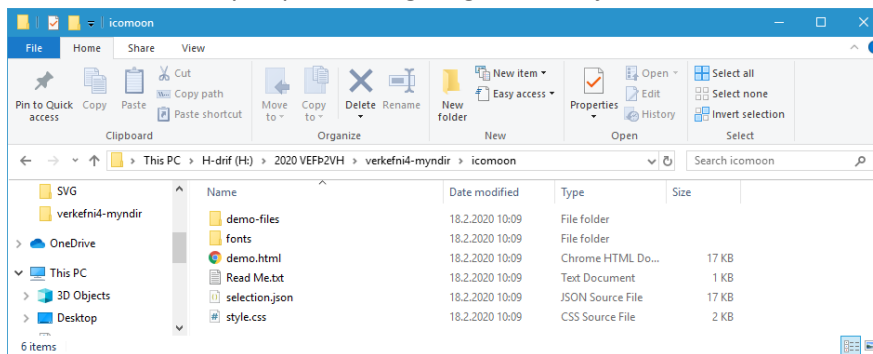 icomoon
File Home Share View
Pin to Quick access
Copy
Paste
Cut
Copy path
Paste shortcut
Move to
Copy to
Delete
Rename
New folder
New item
Easy access
Properties
Open
Edit
History
Select all
Select none
Invert selection
Clipboard Organize New Open Select
This PC > H-drif (H:) > 2020 VEFÞ2VH > verkefni4-myndir > icomoon
Search icomoon
SVG
verkefni4-myndir
OneDrive
This PC
3D Objects
Desktop
Name Date modified Type Size
demo-files 18.2.2020 10:09 File folder
fonts 18.2.2020 10:09 File folder
demo.html 18.2.2020 10:09 Chrome HTML Do... 17 KB
Read Me.txt 18.2.2020 10:09 Text Document 1 KB
selection.json 18.2.2020 10:09 JSON Source File 17 KB
style.css 18.2.2020 10:09 CSS Source File 2 KB
6 items